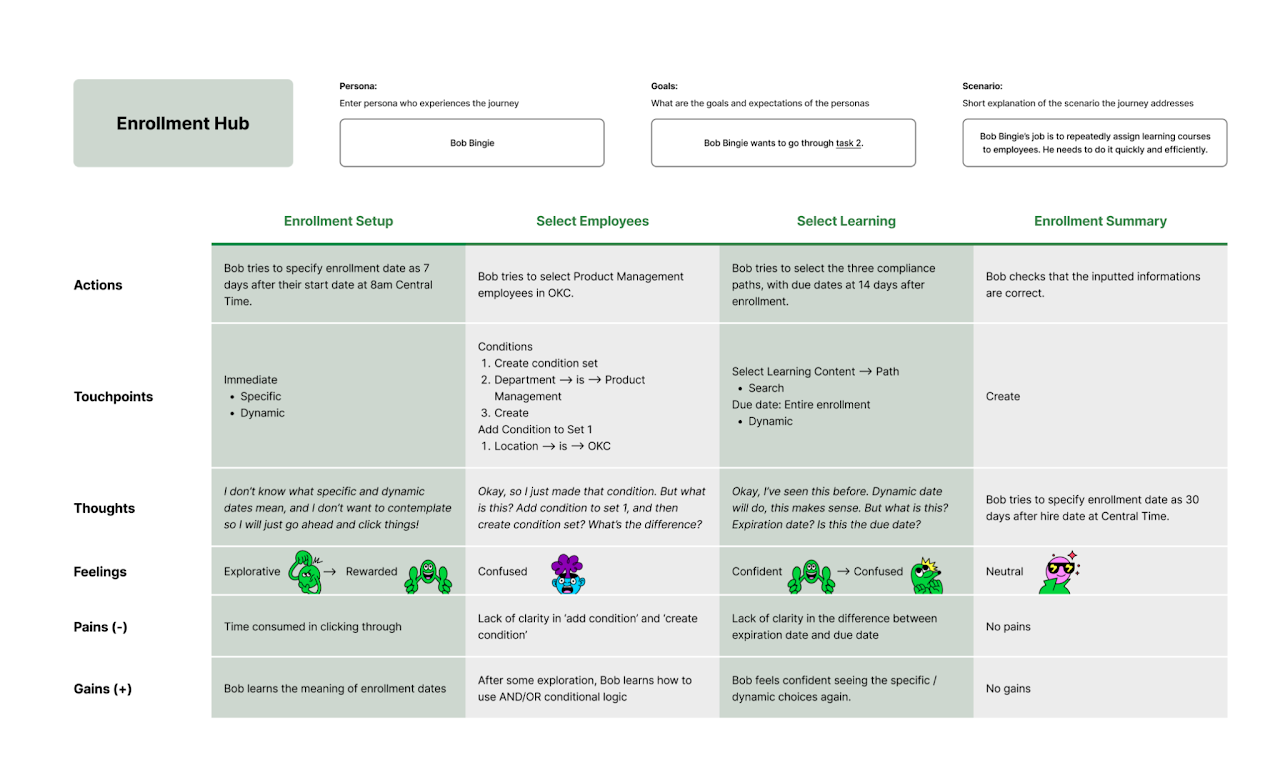 Enrollment Hub
Persona:
Enter persona who experiences the journey
Bob Bingie
Goals:
What are the goals and expectations of the personas
Bob Bingie wants to go through task 2.
Scenario:
Short explanation of the scenario the journey addresses
Bob Bingie's job is to repeatedly assign learning courses
to employees. He needs to do it quickly and efficiently.
Enrollment Setup
Select Employees
Select Learning
Enrollment Summary
Actions
Bob tries to specify enrollment date as 7
days after their start date at 8am Central
Time.
Bob tries to select Product Management
employees in OKC.
Bob tries to select the three compliance
paths, with due dates at 14 days after
enrollment.
Bob checks that the inputted informations
are correct.
Touchpoints
Immediate
• Specific
• Dynamic
Conditions
1. Create condition set
2. Department → is → Product
Management
3. Create
Add Condition to Set 1
1. Location → is → OKC
Select Learning Content → Path
• Search
Due date: Entire enrollment
• Dynamic
Create
Thoughts
I don't know what specific and dynamic
dates mean, and I don't want to contemplate
so I will just go ahead and click things!
Okay, so I just made that condition. But what
is this? Add condition to set 1, and then
create condition set? What's the difference?
Okay, I've seen this before. Dynamic date
will do, this makes sense. But what is this?
Expiration date? Is this the due date?
Bob tries to specify enrollment date as 30
days after hire date at Central Time.
Feelings
Explorative → Rewarded
Confused
Confident → Confused
Neutral
Pains (-)
Time consumed in clicking through
Lack of clarity in 'add condition' and 'create
condition'
Lack of clarity in the difference between
expiration date and due date
No pains
Gains (+)
Bob learns the meaning of enrollment dates
After some exploration, Bob learns how to
use AND/OR conditional logic
Bob feels confident seeing the specific /
dynamic choices again.
No gains